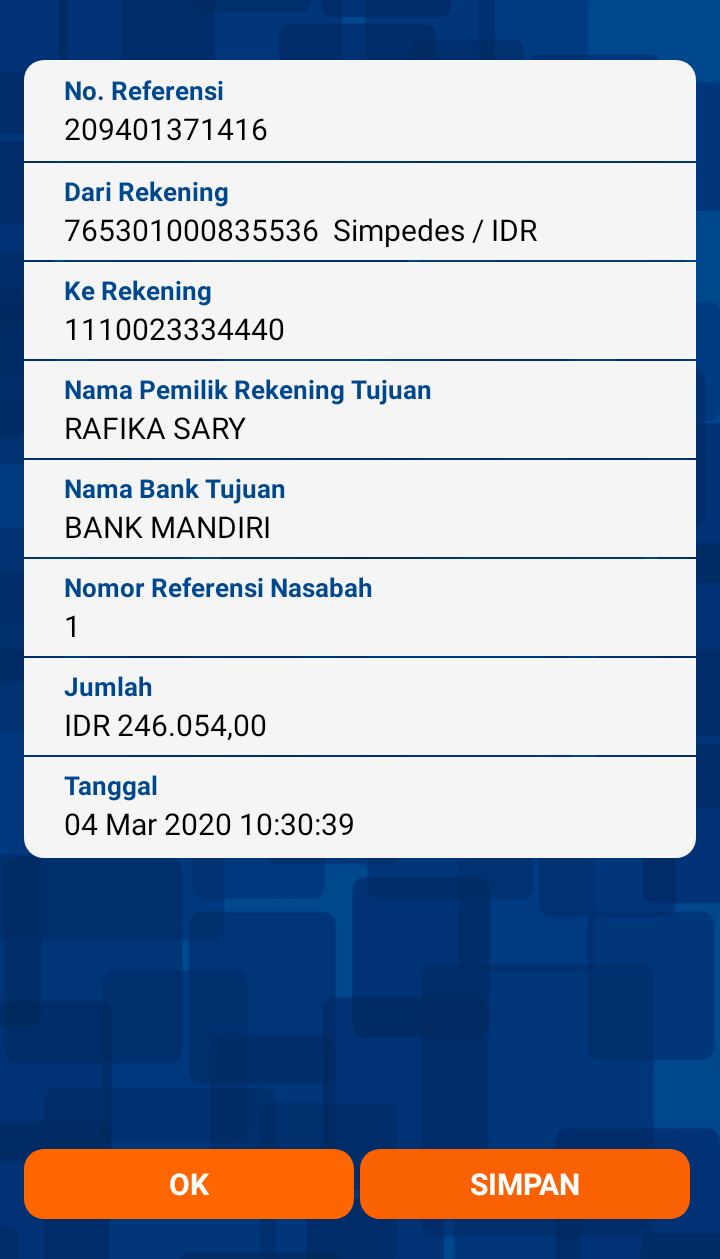 No. Referensi
209401371416
Dari Rekening
765301000835536  Simpedes / IDR
Ke Rekening
1110023334440
Nama Pemilik Rekening Tujuan
RAFIKA SARY
Nama Bank Tujuan
BANK MANDIRI
Nomor Referensi Nasabah
1
Jumlah
IDR 246.054,00
Tanggal
04 Mar 2020 10:30:39
OK
SIMPAN